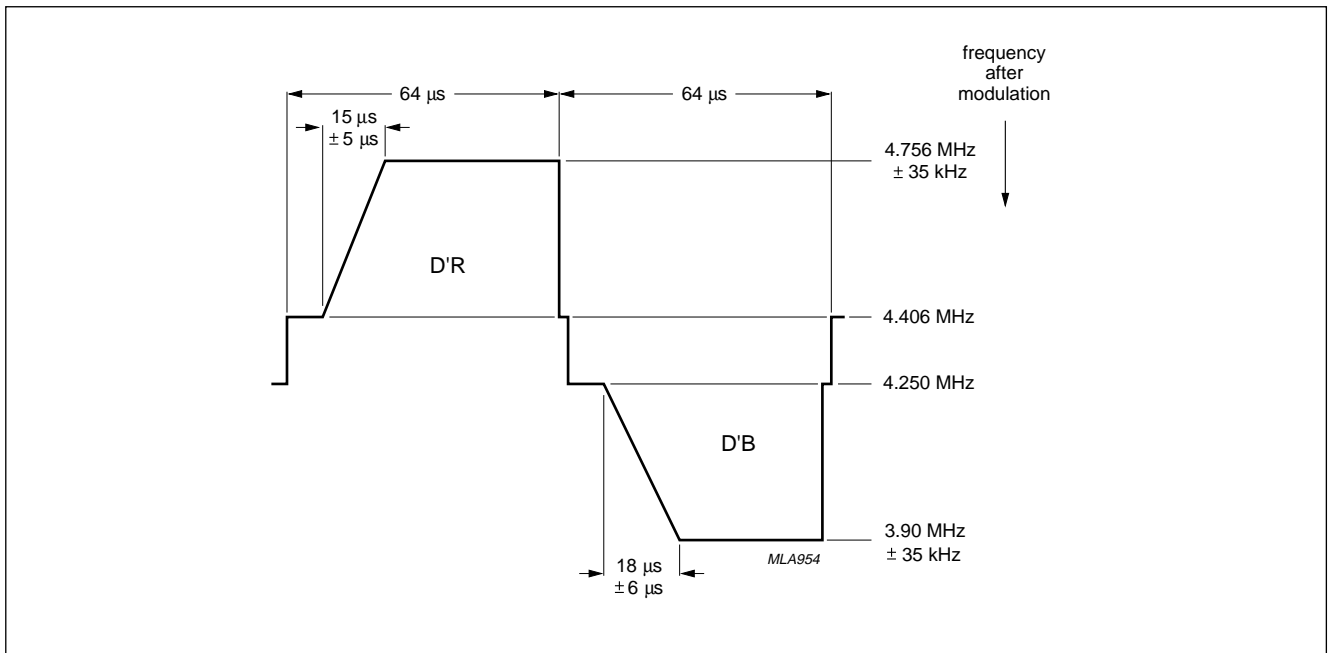 frequency
after
modulation
64 µs
64 µs
15 µs
± 5 µs
4.756 MHz
± 35 kHz
D'R
4.406 MHz
4.250 MHz
D'B
3.90 MHz
± 35 kHz
MLA954
18 µs
± 6 µs